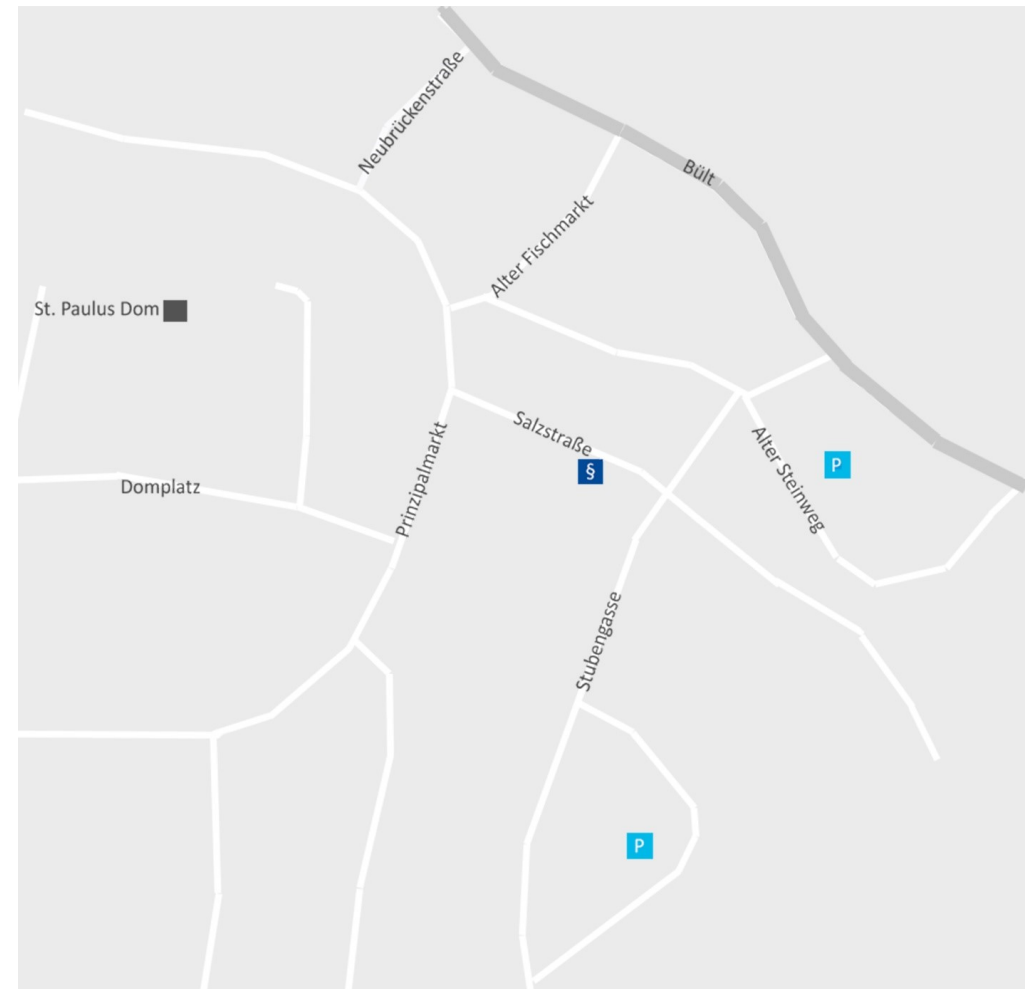 Neubrückenstraße
Bült
Alter Fischmarkt
St. Paulus Dom
Salzstraße
Prinzipalmarkt
Alter Steinweg
P
§
Domplatz
Stubengasse
P